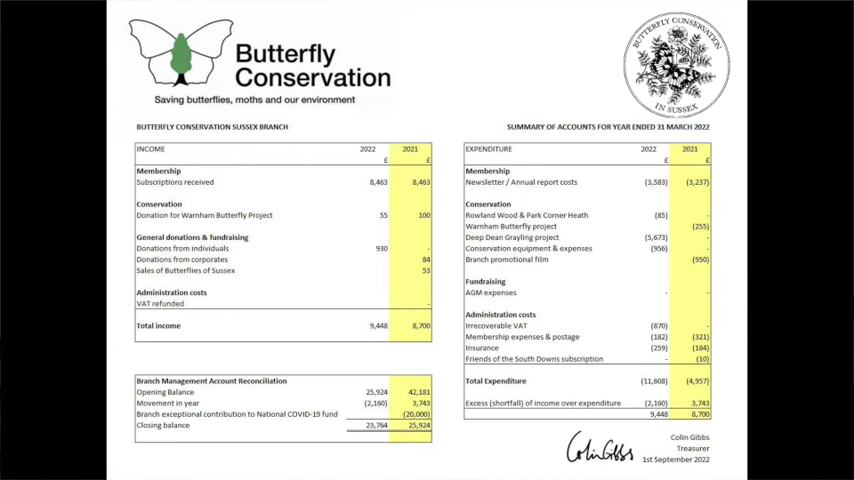 Butterfly
Conservation
Saving butterflies, moths and our environment
BUTTERFLY CONSERVATION
IN SUSSEX
BUTTERFLY CONSERVATION SUSSEX BRANCH
SUMMARY OF ACCOUNTS FOR YEAR ENDED 31 MARCH 2022
INCOME 2022 2021
£ £
Membership
Subscriptions received 8,463 8,463
Conservation
Donation for Warnham Butterfly Project 55 100
General donations & fundraising
Donations from individuals 930 -
Donations from corporates 84
Sales of Butterflies of Sussex 53
Administration costs
VAT refunded -
Total income 9,448 8,700
Branch Management Account Reconciliation
Opening Balance 25,924 42,181
Movement in year (2,160) 3,743
Branch exceptional contribution to National COVID-19 fund (20,000)
Closing balance 23,764 25,924
EXPENDITURE 2022 2021
£ £
Membership
Newsletter / Annual report costs (3,583) (3,237)
Conservation
Rowland Wood & Park Corner Heath (85) -
Warnham Butterfly project (255)
Deep Dean Grayling project (5,673) -
Conservation equipment & expenses (956) -
Branch promotional film (950)
Fundraising
AGM expenses - -
Administration costs
Irrecoverable VAT (870) -
Membership expenses & postage (182) (321)
Insurance (259) (184)
Friends of the South Downs subscription - (10)
Total Expenditure (11,608) (4,957)
Excess (shortfall) of income over expenditure (2,160) 3,743
9,448 8,700
Colin Gibbs
Colin Gibbs
Treasurer
1st September 2022